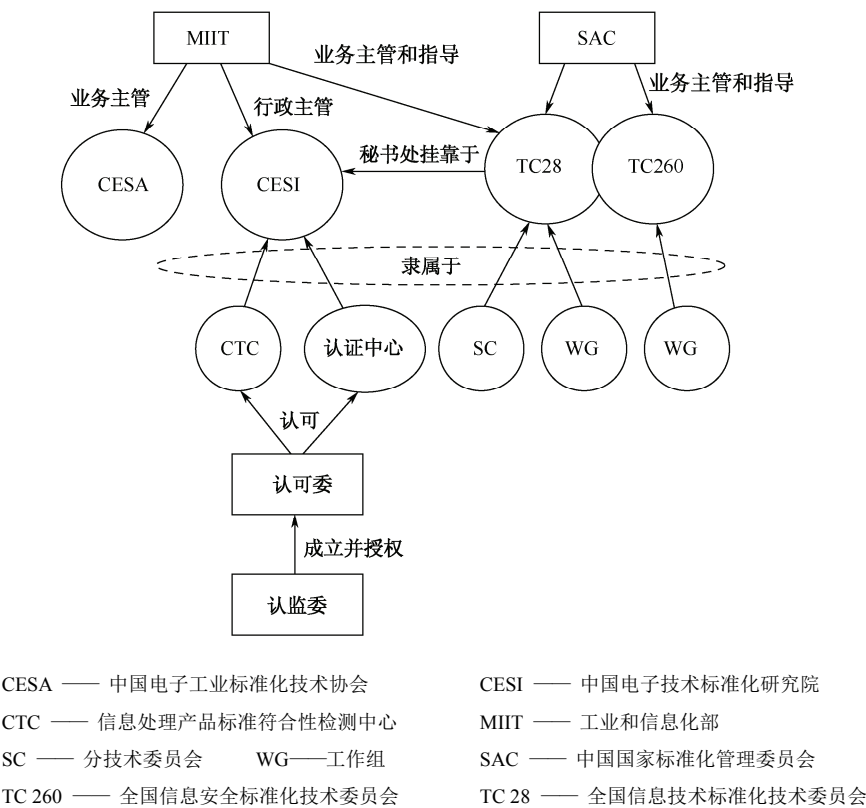 MIIT
SAC
业务主管和指导
业务主管
行政主管
业务主管和指导
秘书处挂靠于
CESA
CESI
TC28
TC260
隶属于
CTC
认证中心
SC
WG
WG
认可
认可委
成立并授权
认监委
CESA —— 中国电子工业标准化技术协会
CESI —— 中国电子技术标准化研究院
CTC —— 信息处理产品标准符合性检测中心
MIIT —— 工业和信息化部
SC —— 分技术委员会 WG——工作组
SAC —— 中国国家标准化管理委员会
TC 260 —— 全国信息安全标准化技术委员会
TC 28 —— 全国信息技术标准化技术委员会